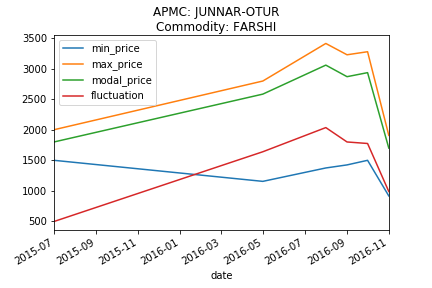 APMC: JUNNAR-OTUR
Commodity: FARSHI
3500
3000
2500
2000
1500
1000
500
min_price
max_price
modal_price
fluctuation
2015-07
2015-09
2015-11
2016-01
2016-03
2016-05
2016-07
2016-09
2016-11
date